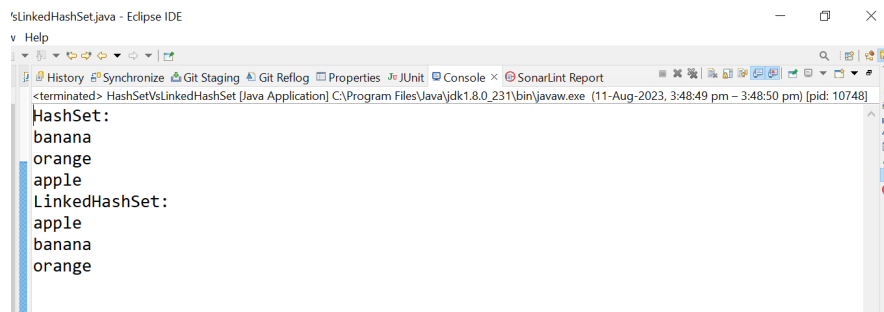 VsLinkedHashSet.java - Eclipse IDE
Help
History Synchronize Git Staging Git Reflog Properties JUnit Console SonarLint Report
<terminated> HashSetVsLinkedHashSet [Java Application] C:\Program Files\Java\jdk1.8.0_231\bin\javaw.exe (11-Aug-2023, 3:48:49 pm – 3:48:50 pm) [pid: 10748]
HashSet:
banana
orange
apple
LinkedHashSet:
apple
banana
orange